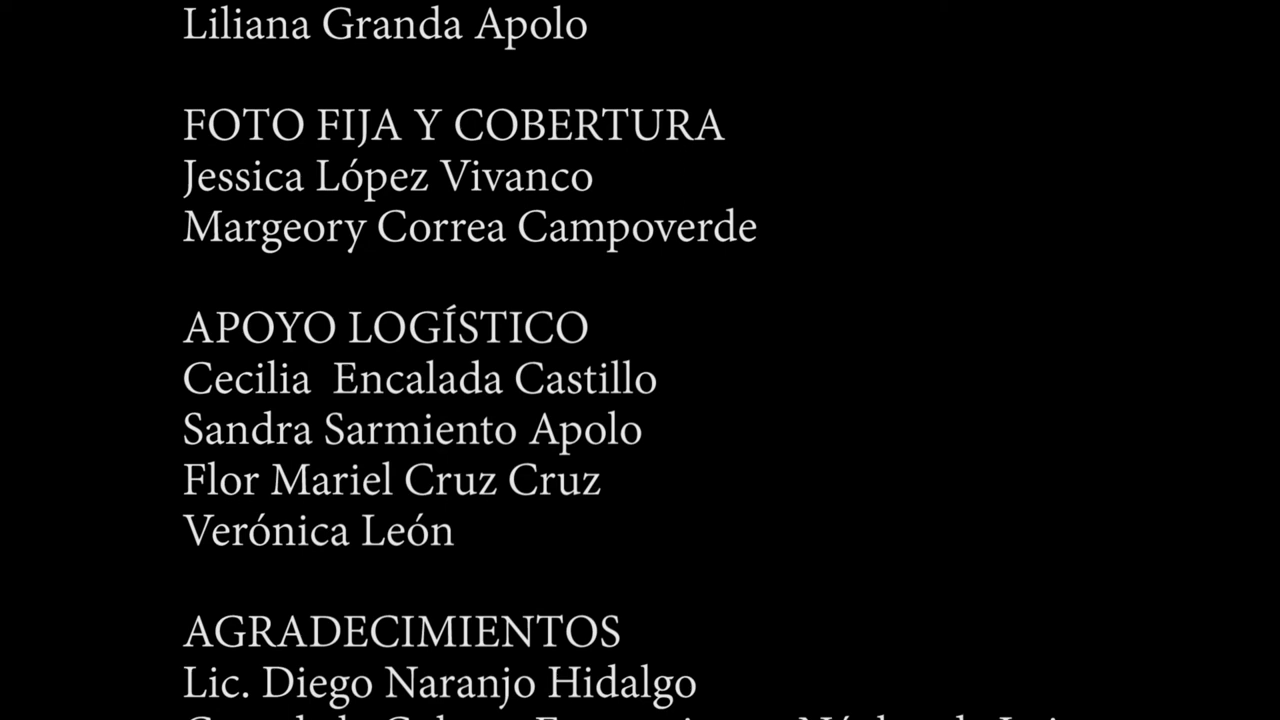 Liliana Granda Apolo
FOTO FIJA Y COBERTURA
Jessica López Vivanco
Margeory Correa Campoverde
APOYO LOGÍSTICO
Cecilia  Encalada Castillo
Sandra Sarmiento Apolo
Flor Mariel Cruz Cruz
Verónica León
AGRADECIMIENTOS
Lic. Diego Naranjo Hidalgo